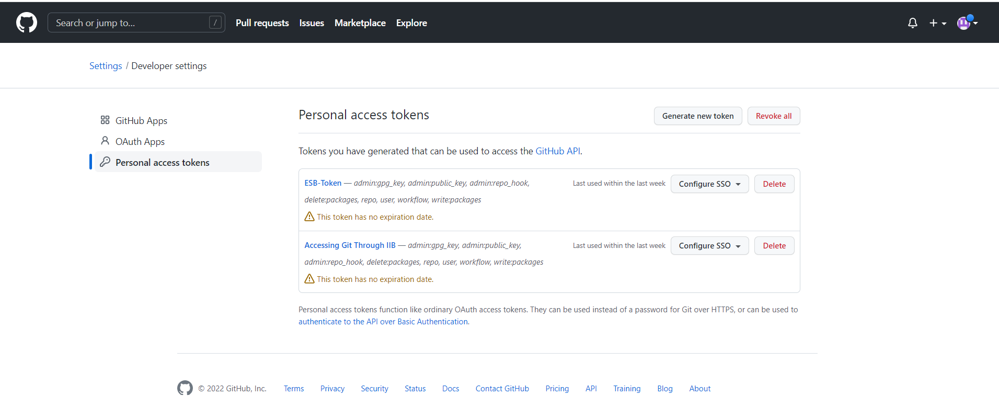 Search or jump to...
/
Pull requests
Issues
Marketplace
Explore
Settings / Developer settings
GitHub Apps
OAuth Apps
Personal access tokens
Personal access tokens
Generate new token
Revoke all
Tokens you have generated that can be used to access the GitHub API.
ESB-Token — admin:gpg_key, admin:public_key, admin:repo_hook,
delete:packages, repo, user, workflow, write:packages
Last used within the last week
Configure SSO
Delete
This token has no expiration date.
Accessing Git Through IIB — admin:gpg_key, admin:public_key,
admin:repo_hook, delete:packages, repo, user, workflow, write:packages
Last used within the last week
Configure SSO
Delete
This token has no expiration date.
Personal access tokens function like ordinary OAuth access tokens. They can be used instead of a password for Git over HTTPS, or can be used to
authenticate to the API over Basic Authentication.
© 2022 GitHub, Inc.
Terms
Privacy
Security
Status
Docs
Contact GitHub
Pricing
API
Training
Blog
About